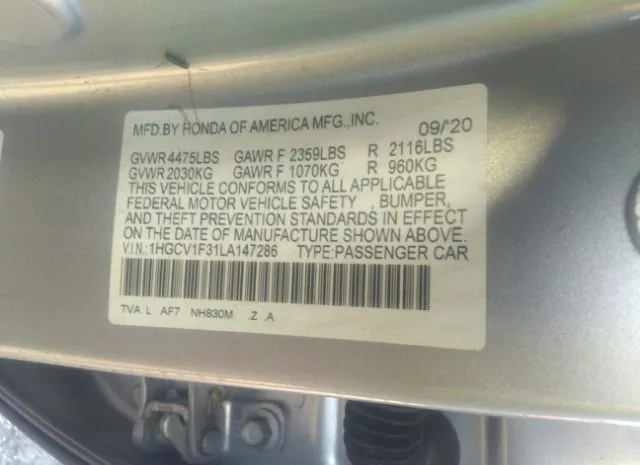 MFD.BY HONDA OF AMERICA MFG.,INC. 09/'20
GVWR 4475LBS GAWR F 2359LBS R 2116LBS
GVWR 2030KG GAWR F 1070KG R 960KG
THIS VEHICLE CONFORMS TO ALL APPLICABLE
FEDERAL MOTOR VEHICLE SAFETY , BUMPER,
AND THEFT PREVENTION STANDARDS IN EFFECT
ON THE DATE OF MANUFACTURE SHOWN ABOVE.
V.I.N.:1HGCV1F31LA147286 TYPE:PASSENGER CAR
TVA L AF7 NH830M Z .A